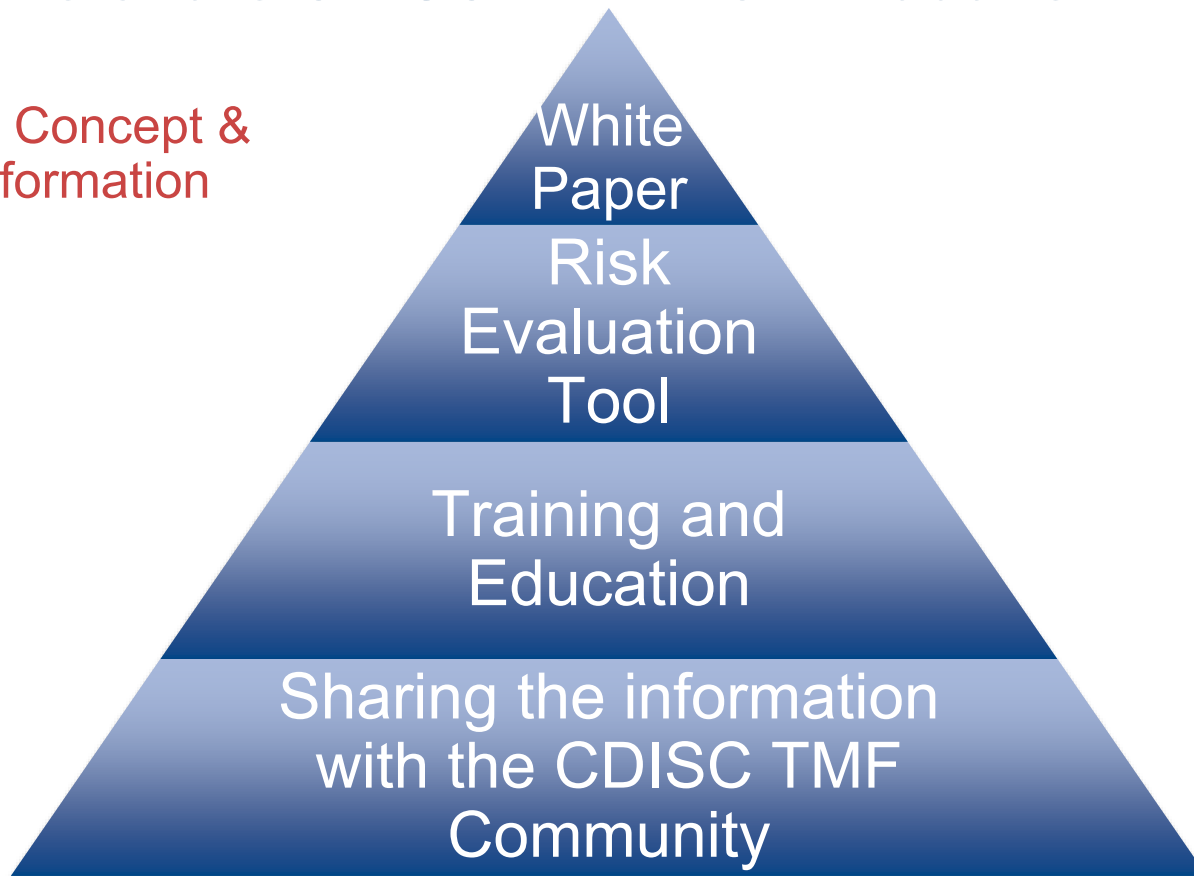 Concept &
formation
White
Paper
Risk
Evaluation
Tool
Training and
Education
Sharing the information
with the CDISC TMF
Community